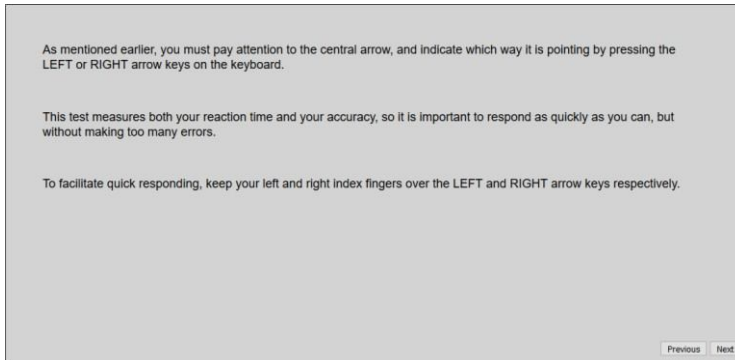 As mentioned earlier, you must pay attention to the central arrow, and indicate which way it is pointing by pressing the
LEFT or RIGHT arrow keys on the keyboard.
This test measures both your reaction time and your accuracy, so it is important to respond as quickly as you can, but
without making too many errors.
To facilitate quick responding, keep your left and right index fingers over the LEFT and RIGHT arrow keys respectively.
Previous Next